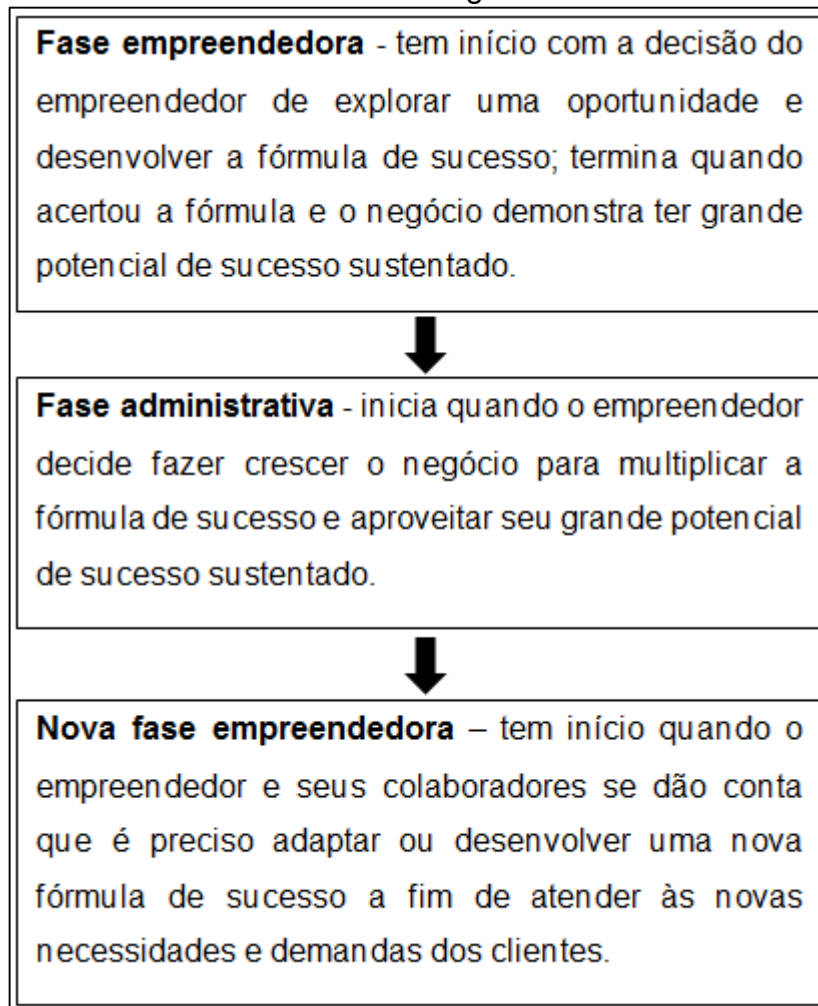 Fase empreendedora - tem início com a decisão do
empreendedor de explorar uma oportunidade e
desenvolver a fórmula de sucesso; termina quando
acertou a fórmula e o negócio demonstra ter grande
potencial de sucesso sustentado.
Fase administrativa - inicia quando o empreendedor
decide fazer crescer o negócio para multiplicar a
fórmula de sucesso e aproveitar seu grande potencial
de sucesso sustentado.
Nova fase empreendedora – tem início quando o
empreendedor e seus colaboradores se dão conta
que é preciso adaptar ou desenvolver uma nova
fórmula de sucesso a fim de atender às novas
necessidades e demandas dos clientes.